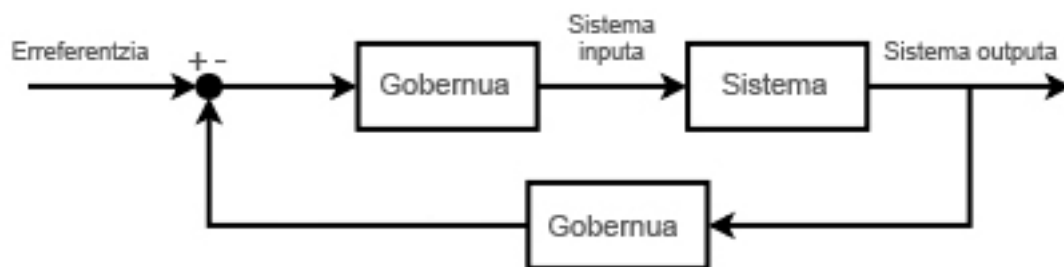 Erreferentzia
+ -
Gobernua
Sistema
inputa
Sistema
Sistema outputa
Gobernua